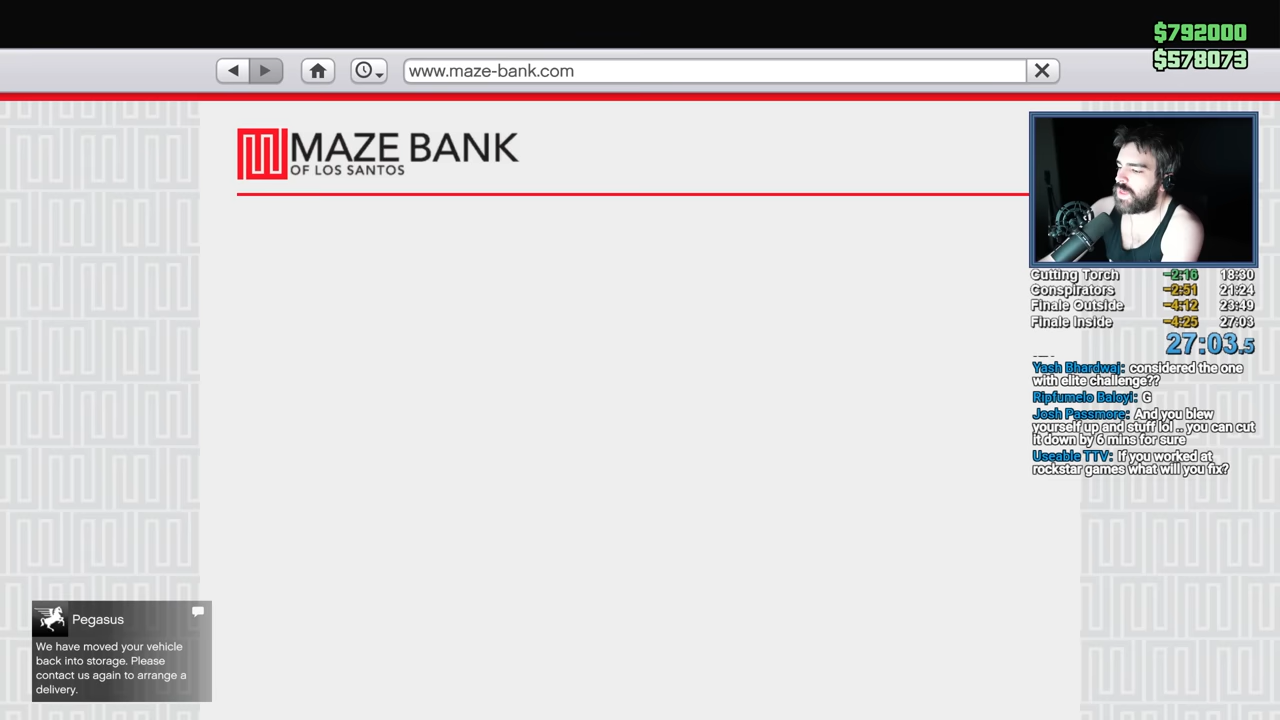 $792000
$578073
www.maze-bank.com
MAZE BANK
OF LOS SANTOS
Cutting Torch -2:16 18:30
Conspirators -2:51 21:24
Finale Outside -4:12 23:49
Finale Inside -4:25 27:03
27:03.5
Yash Bhardwaj: considered the one
with elite challenge??
Ripfumelo Baloyi: G
Josh Passmore: And you blew
yourself up and stuff lol .. you can cut
it down by 6 mins for sure
Useable TTV: If you worked at
rockstar games what will you fix?
Pegasus
We have moved your vehicle
back into storage. Please
contact us again to arrange a
delivery.